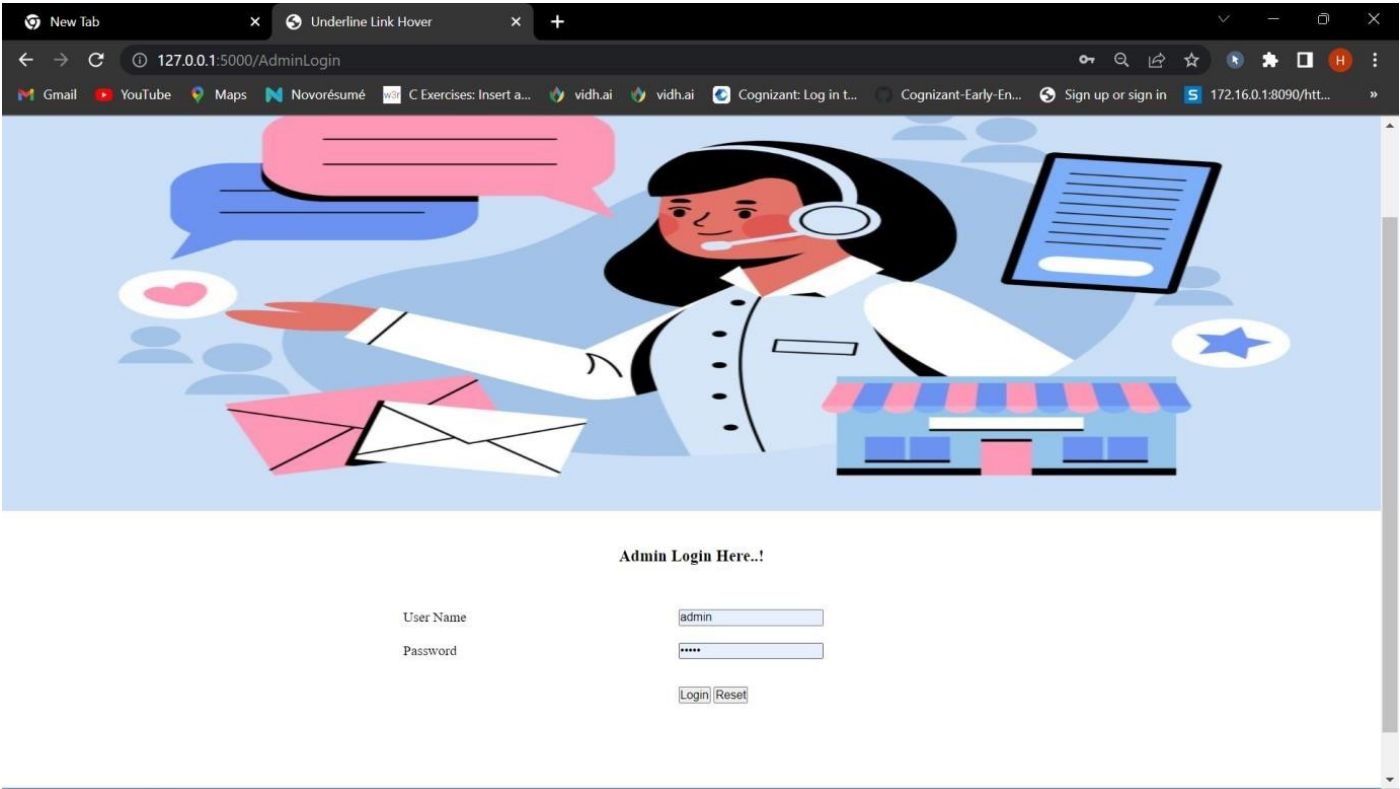 New Tab
Underline Link Hover
127.0.0.1:5000/AdminLogin
H
Gmail
YouTube
Maps
Novorésumé
w3r
C Exercises: Insert a...
vidh.ai
vidh.ai
Cognizant: Log in t...
Cognizant-Early-En...
Sign up or sign in
S
172.16.0.1:8090/htt...
»
Admin Login Here..!
User Name
admin
Password
•••••
Login Reset